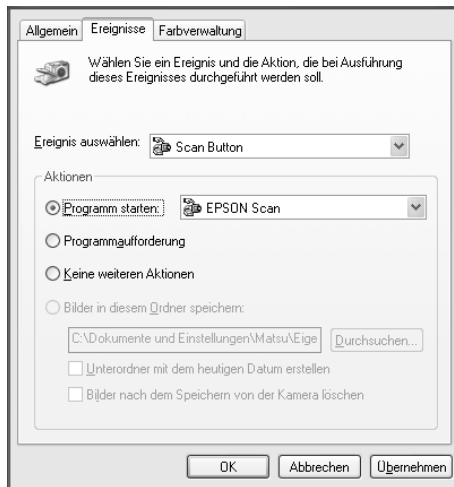 Allgemein Ereignisse Farbverwaltung
Wählen Sie ein Ereignis und die Aktion, die bei Ausführung
dieses Ereignisses durchgeführt werden soll.
Ereignis auswählen: Scan Button
Aktionen
Programm starten: EPSON Scan
Programmaufforderung
Keine weiteren Aktionen
Bilder in diesem Ordner speichern:
C:\Dokumente und Einstellungen\Matsu\Eige Durchsuchen...
Unterordner mit dem heutigen Datum erstellen
Bilder nach dem Speichern von der Kamera löschen
OK Abbrechen Übernehmen